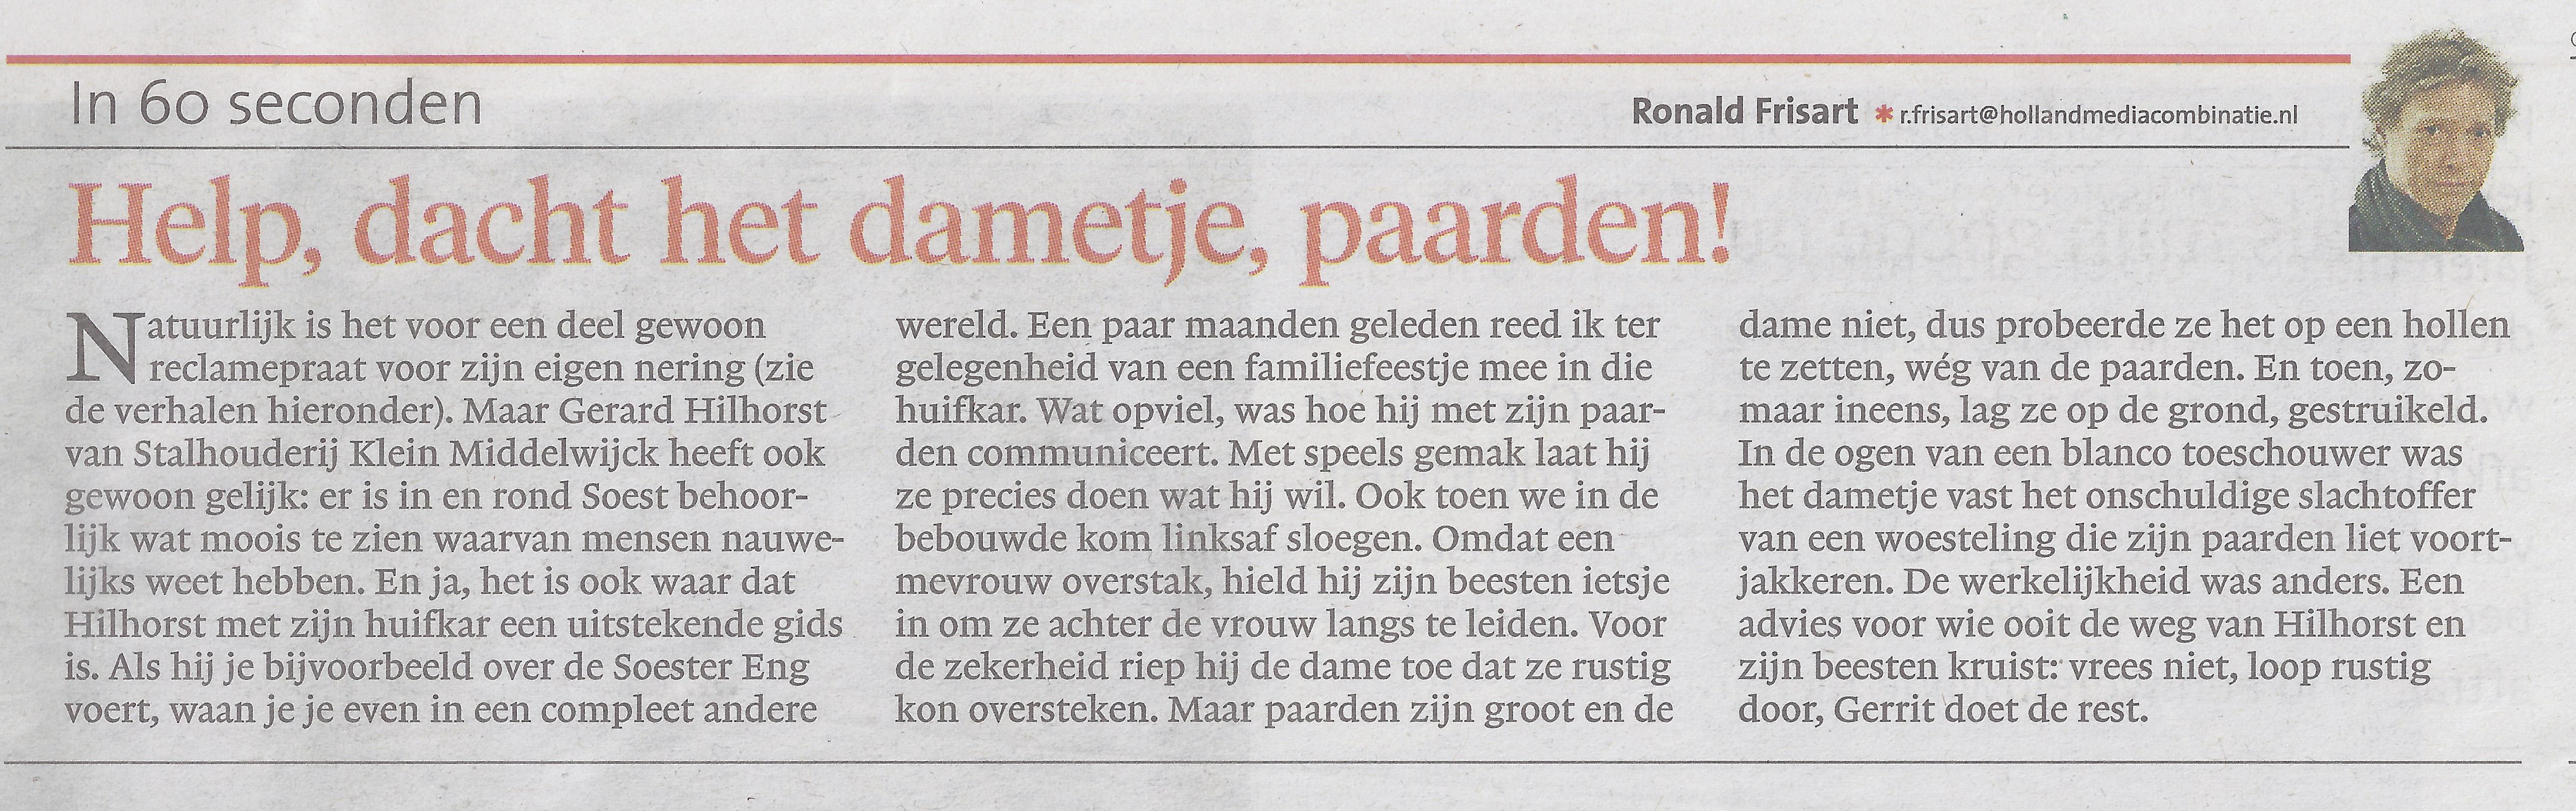 In 60 seconden
Ronald Frisart * r.frisart@hollandmediacombinatie.nl
Help, dacht het dametje, paarden!
Natuurlijk is het voor een deel gewoon
reclamepraat voor zijn eigen nering (zie
de verhalen hieronder). Maar Gerard Hilhorst
van Stalhouderij Klein Middelwijck heeft ook
gewoon gelijk: er is in en rond Soest behoor-
lijk wat moois te zien waarvan mensen nauwe-
lijks weet hebben. En ja, het is ook waar dat
Hilhorst met zijn huifkar een uitstekende gids
is. Als hij je bijvoorbeeld over de Soester Eng
voert, waan je je even in een compleet andere
wereld. Een paar maanden geleden reed ik ter
gelegenheid van een familiefeestje mee in die
huifkar. Wat opviel, was hoe hij met zijn paar-
den communiceert. Met speels gemak laat hij
ze precies doen wat hij wil. Ook toen we in de
bebouwde kom linksaf sloegen. Omdat een
mevrouw overstak, hield hij zijn beesten ietsje
in om ze achter de vrouw langs te leiden. Voor
de zekerheid riep hij de dame toe dat ze rustig
kon oversteken. Maar paarden zijn groot en de
dame niet, dus probeerde ze het op een hollen
te zetten, wég van de paarden. En toen, zo-
maar ineens, lag ze op de grond, gestruikeld.
In de ogen van een blanco toeschouwer was
het dametje vast het onschuldige slachtoffer
van een woesteling die zijn paarden liet voort-
jakkeren. De werkelijkheid was anders. Een
advies voor wie ooit de weg van Hilhorst en
zijn beesten kruist: vrees niet, loop rustig
door, Gerrit doet de rest.